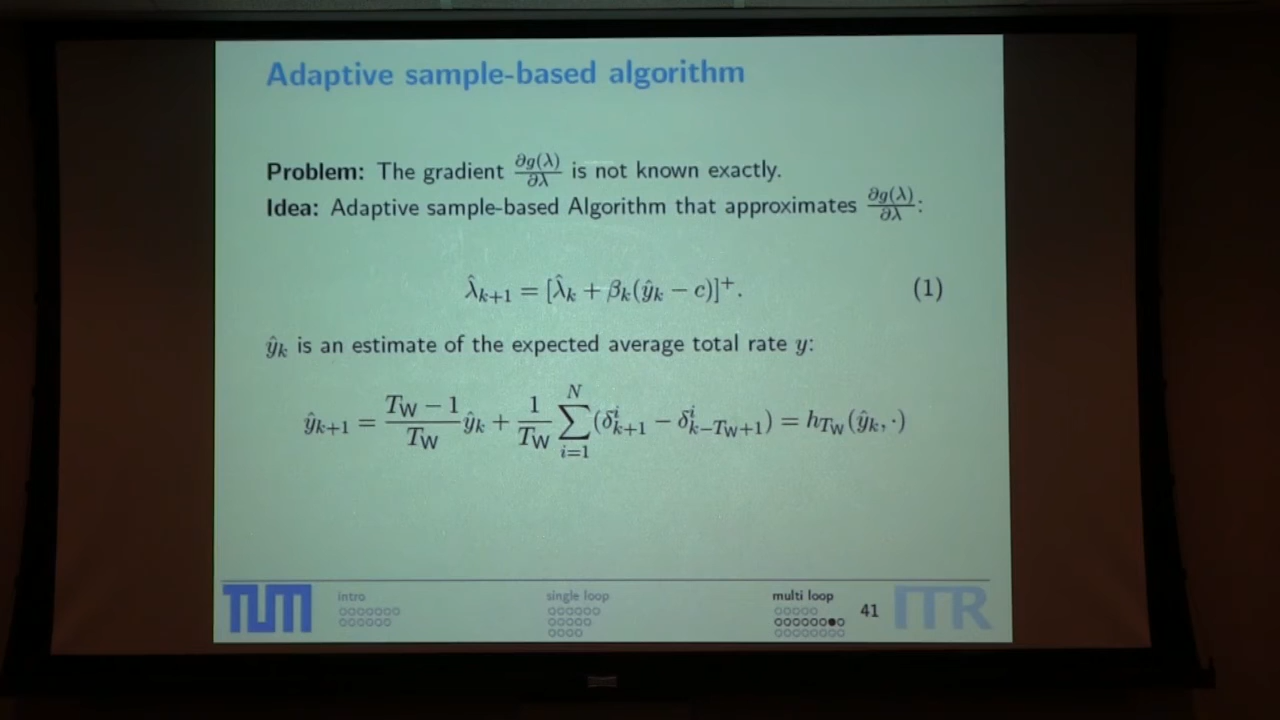 Adaptive sample-based algorithm
Problem: The gradient ∂g(λ)/∂λ is not known exactly.
Idea: Adaptive sample-based Algorithm that approximates ∂g(λ)/∂λ:
λ̂_{k+1} = [λ̂_k + β_k(ŷ_k − c)]⁺. (1)
ŷ_k is an estimate of the expected average total rate y:
ŷ_{k+1} = (T_W − 1)/T_W ŷ_k + 1/T_W ∑_{i=1}^{N} (δ^i_{k+1} − δ^i_{k−T_W+1}) = h_{T_W}(ŷ_k, ·)
TUM intro single loop multi loop 41 ITR